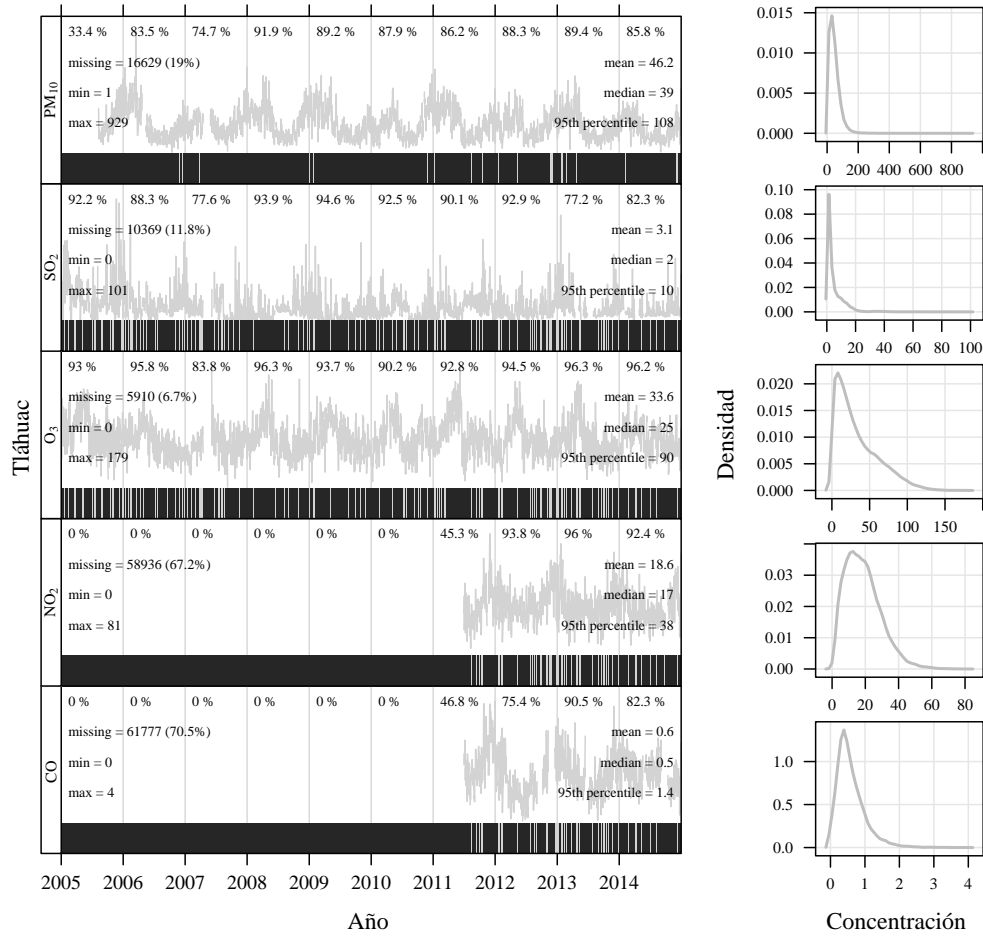 Tláhuac
PM10
33.4 % 83.5 % 74.7 % 91.9 % 89.2 % 87.9 % 86.2 % 88.3 % 89.4 % 85.8 %
missing = 16629 (19%) mean = 46.2
min = 1 median = 39
max = 929 95th percentile = 108
SO2
92.2 % 88.3 % 77.6 % 93.9 % 94.6 % 92.5 % 90.1 % 92.9 % 77.2 % 82.3 %
missing = 10369 (11.8%) mean = 3.1
min = 0 median = 2
max = 101 95th percentile = 10
O3
93 % 95.8 % 83.8 % 96.3 % 93.7 % 90.2 % 92.8 % 94.5 % 96.3 % 96.2 %
missing = 5910 (6.7%) mean = 33.6
min = 0 median = 25
max = 179 95th percentile = 90
NO2
0 % 0 % 0 % 0 % 0 % 0 % 45.3 % 93.8 % 96 % 92.4 %
missing = 58936 (67.2%) mean = 18.6
min = 0 median = 17
max = 81 95th percentile = 38
CO
0 % 0 % 0 % 0 % 0 % 0 % 46.8 % 75.4 % 90.5 % 82.3 %
missing = 61777 (70.5%) mean = 0.6
min = 0 median = 0.5
max = 4 95th percentile = 1.4
2005 2006 2007 2008 2009 2010 2011 2012 2013 2014
Año
Densidad
0.015
0.010
0.005
0.000
0 200 400 600 800
0.10
0.08
0.06
0.04
0.02
0.00
0 20 40 60 80 100
0.020
0.015
0.010
0.005
0.000
0 50 100 150
0.03
0.02
0.01
0.00
0 20 40 60 80
1.0
0.5
0.0
0 1 2 3 4
Concentración